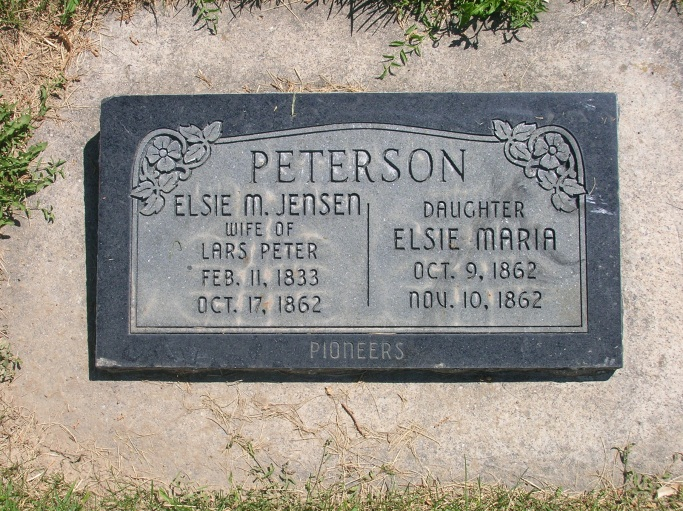 PETERSON
ELSIE M. JENSEN
WIFE OF
LARS PETER
FEB. 11, 1833
OCT. 17, 1862
DAUGHTER
ELSIE MARIA
OCT. 9, 1862
NOV. 10, 1862
PIONEERS